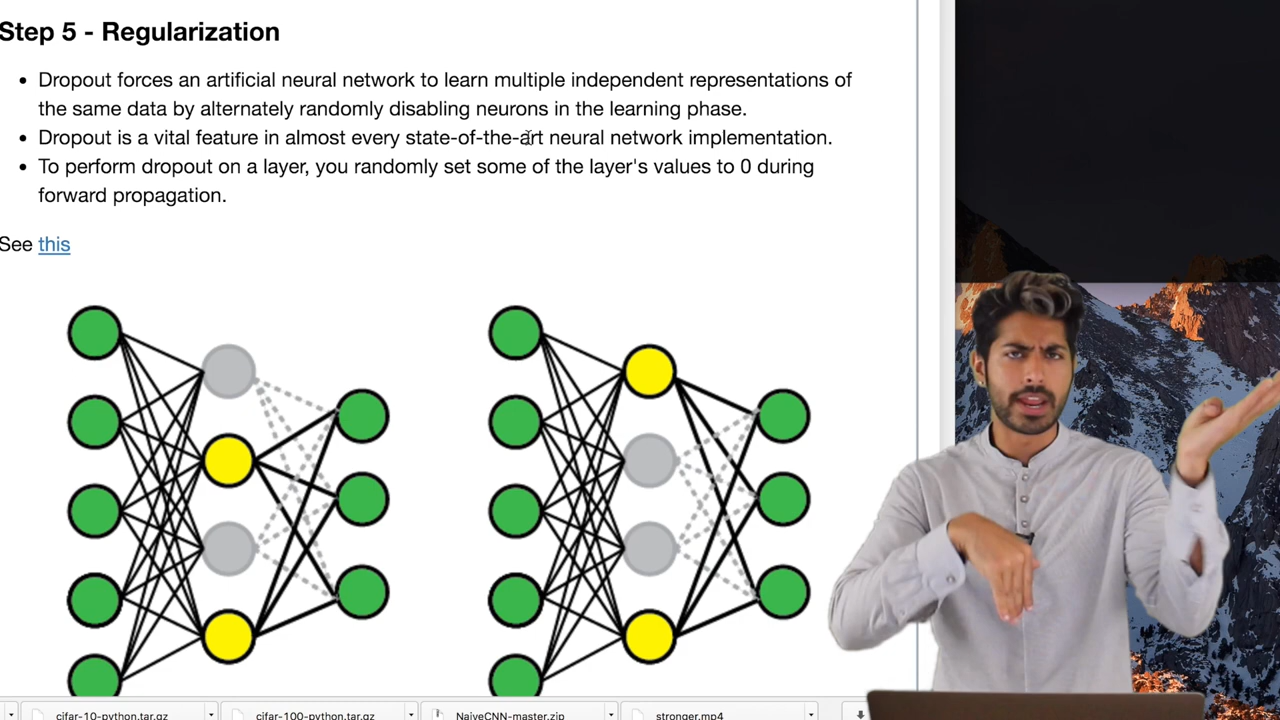 Step 5 - Regularization
Dropout forces an artificial neural network to learn multiple independent representations of
the same data by alternately randomly disabling neurons in the learning phase.
Dropout is a vital feature in almost every state-of-the-art neural network implementation.
To perform dropout on a layer, you randomly set some of the layer's values to 0 during
forward propagation.
See this
cifar-10-python.tar.gz
cifar-100-python.tar.gz
NaiveCNN-master.zip
stronger.mp4